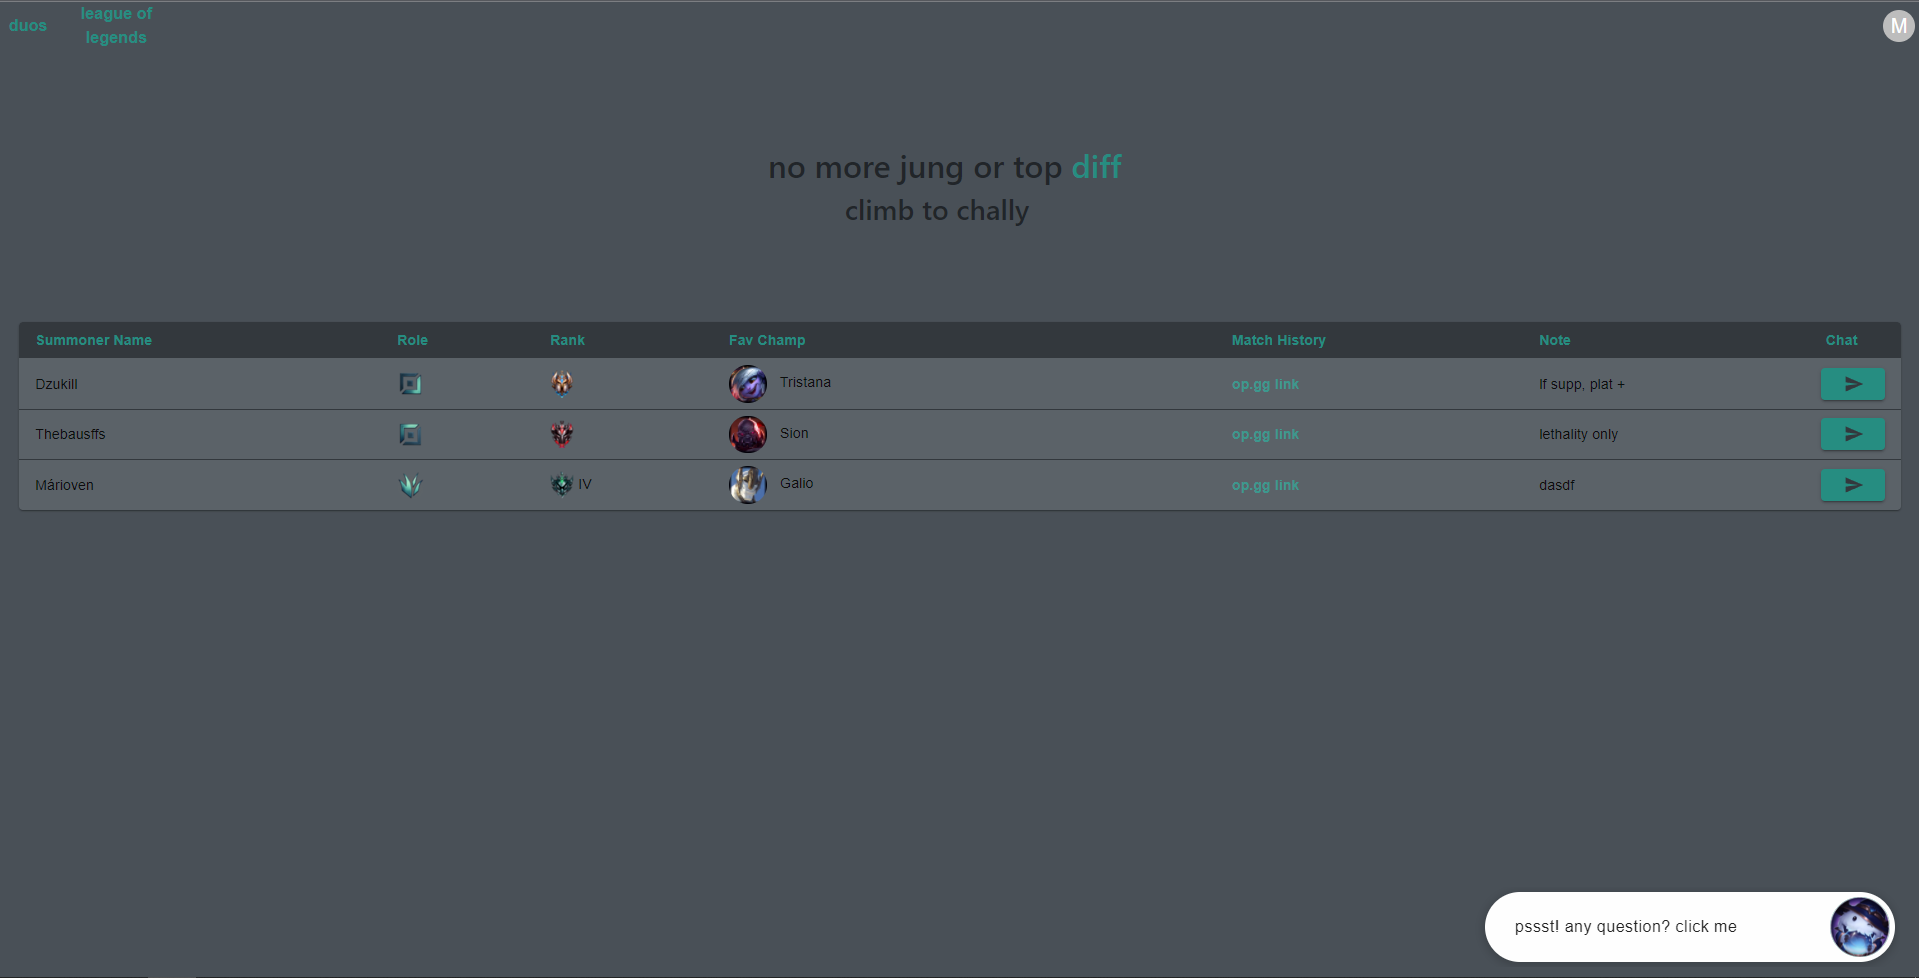 duos
league of
legends
M
no more jung or top diff
climb to chally
Summoner Name Role Rank Fav Champ Match History Note Chat
Dzukill Tristana op.gg link If supp, plat +
Thebausffs Sion op.gg link lethality only
Márioven IV Galio op.gg link dasdf
pssst! any question? click me